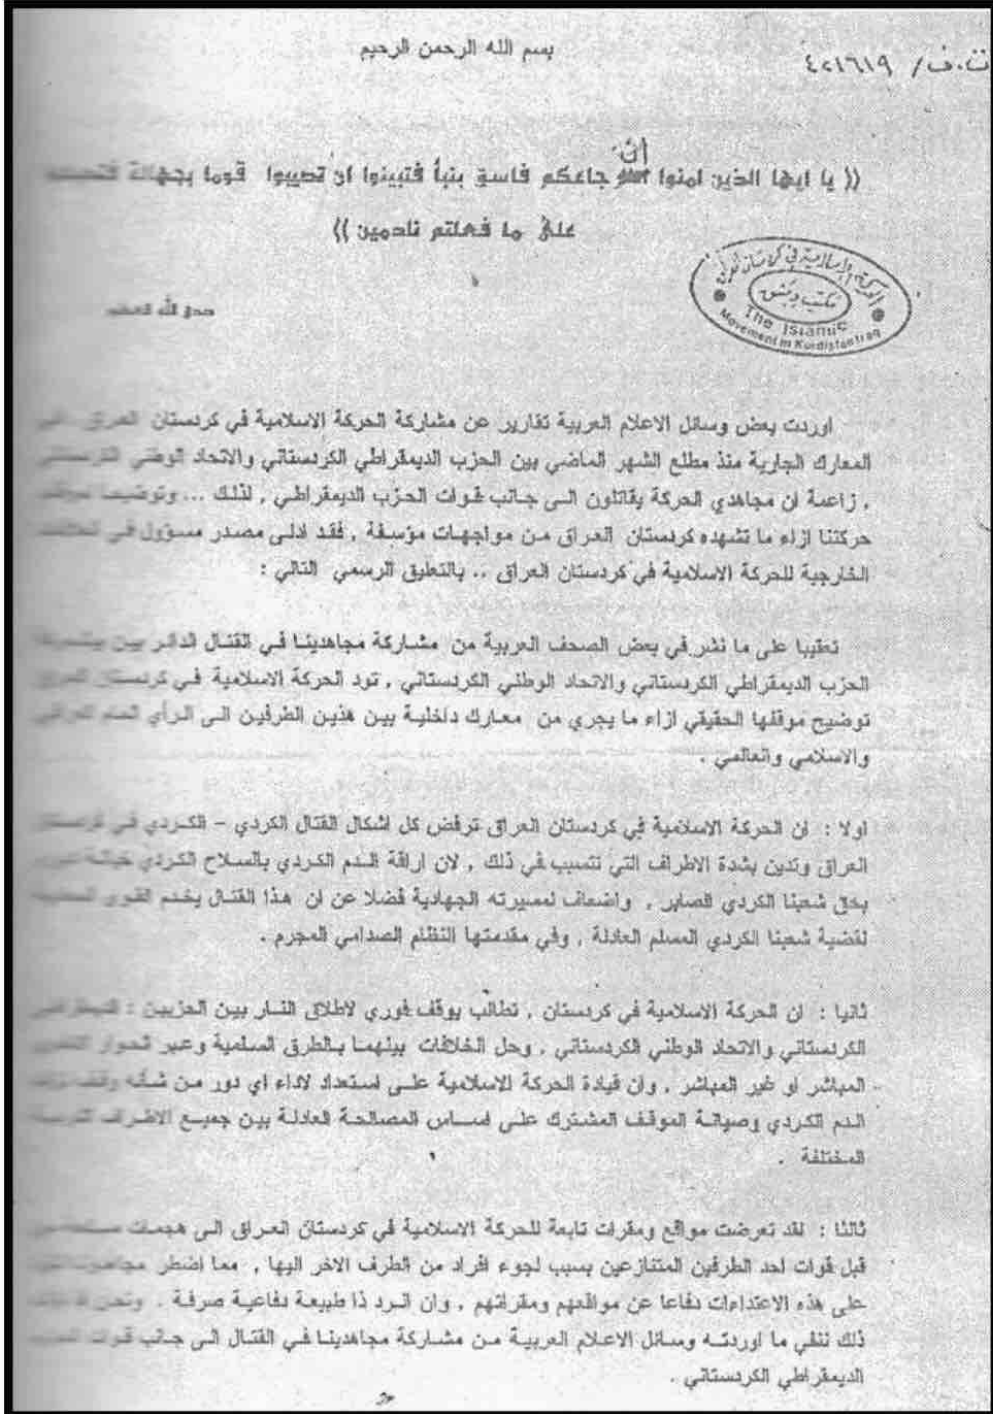 بسم الله الرحمن الرحيم
ت.ف/ ٤٢١٦١٩
(( يا ايها الذين امنوا ان جاءكم فاسق بنبأ فتبينوا ان تصيبوا قوما بجهالة فتصبحوا
على ما فعلتم نادمين ))
صدق الله العظيم
الحركة الإسلامية في كردستان العراق
مكتب دمشق
The Islamic
Movement in Kurdistan Iraq
اوردت بعض وسائل الاعلام العربية تقارير عن مشاركة الحركة الاسلامية في كردستان العراق في
المعارك الجارية منذ مطلع الشهر الماضي بين الحزب الديمقراطي الكردستاني والاتحاد الوطني الكردستاني
, زاعمة ان مجاهدي الحركة يقاتلون الى جانب قوات الحزب الديمقراطي , لذلك ... وتوضيحا لموقف
حركتنا ازاء ما تشهده كردستان العراق من مواجهات مؤسفة , فقد ادلى مصدر مسؤول في
الخارجية للحركة الاسلامية في كردستان العراق .. بالتعليق الرسمي التالي :
تعقيبا على ما نشر في بعض الصحف العربية من مشاركة مجاهدينا في القتال الدائر بين
الحزب الديمقراطي الكردستاني والاتحاد الوطني الكردستاني , تود الحركة الاسلامية في كردستان العراق
توضيح موقفها الحقيقي ازاء ما يجري من معارك داخلية بين هذين الطرفين الى الرأي العام العراقي
والاسلامي والعالمي .
اولا : ان الحركة الاسلامية في كردستان العراق ترفض كل اشكال القتال الكردي - الكردي في كردستان
العراق وتدين بشدة الاطراف التي تتسبب في ذلك , لان اراقة الدم الكردي بالسلاح الكردي خيانة
بحق شعبنا الكردي الصابر , واضعاف لمسيرته الجهادية فضلا عن ان هذا القتال يخدم القوى
لقضية شعبنا الكردي المسلم العادلة , وفي مقدمتها النظام الصدامي المجرم .
ثانيا : ان الحركة الاسلامية في كردستان , تطالب بوقف فوري لاطلاق النار بين الحزبين : الديمقراطي
الكردستاني والاتحاد الوطني الكردستاني , وحل الخلافات بينهما بالطرق السلمية وعبر الحوار
المباشر او غير المباشر , وان قيادة الحركة الاسلامية على استعداد لاداء اي دور من شأنه وقف نزف
الدم الكردي وصيانة الموقف المشترك على اساس المصالحة العادلة بين جميع الاطراف
المختلفة .
ثالثا : لقد تعرضت مواقع ومقرات تابعة للحركة الاسلامية في كردستان العراق الى هجمات
قبل قوات احد الطرفين المتنازعين بسبب لجوء افراد من الطرف الاخر اليها , مما اضطر
على هذه الاعتداءات دفاعا عن مواقعهم ومقراتهم , وان الرد ذا طبيعة دفاعية صرفة . ونحن
ذلك ننفي ما اوردته وسائل الاعلام العربية من مشاركة مجاهدينا في القتال الى جانب قوات
الديمقراطي الكردستاني .